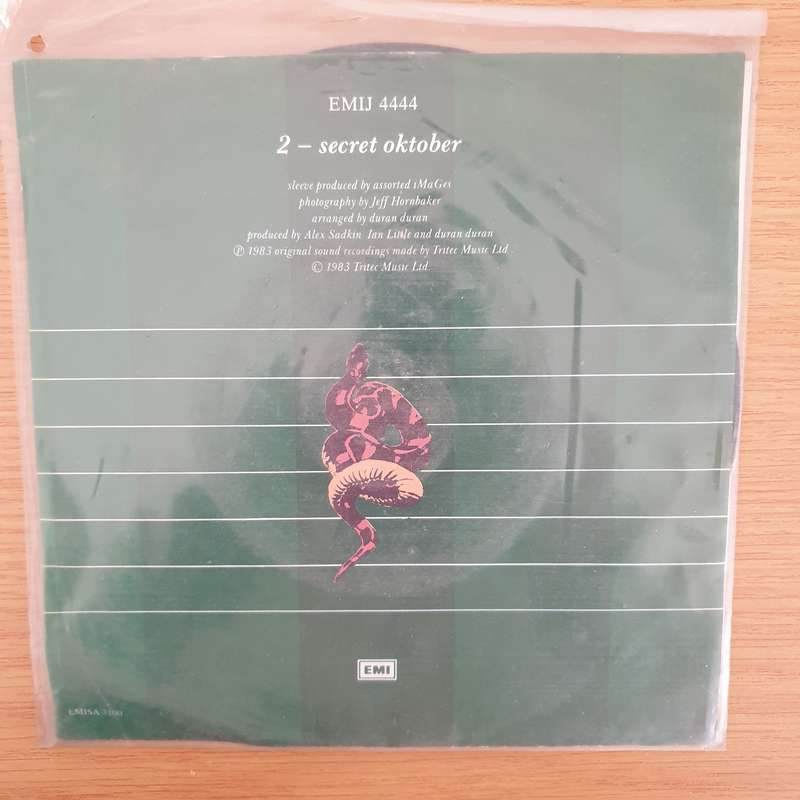 EMIJ 4444
2 – secret oktober
sleeve produced by assorted iMaGes
photography by Jeff Hornbaker
arranged by duran duran
produced by Alex Sadkin Ian Little and duran duran
℗ 1983 original sound recordings made by Tritec Music Ltd.
© 1983 Tritec Music Ltd.
EMI